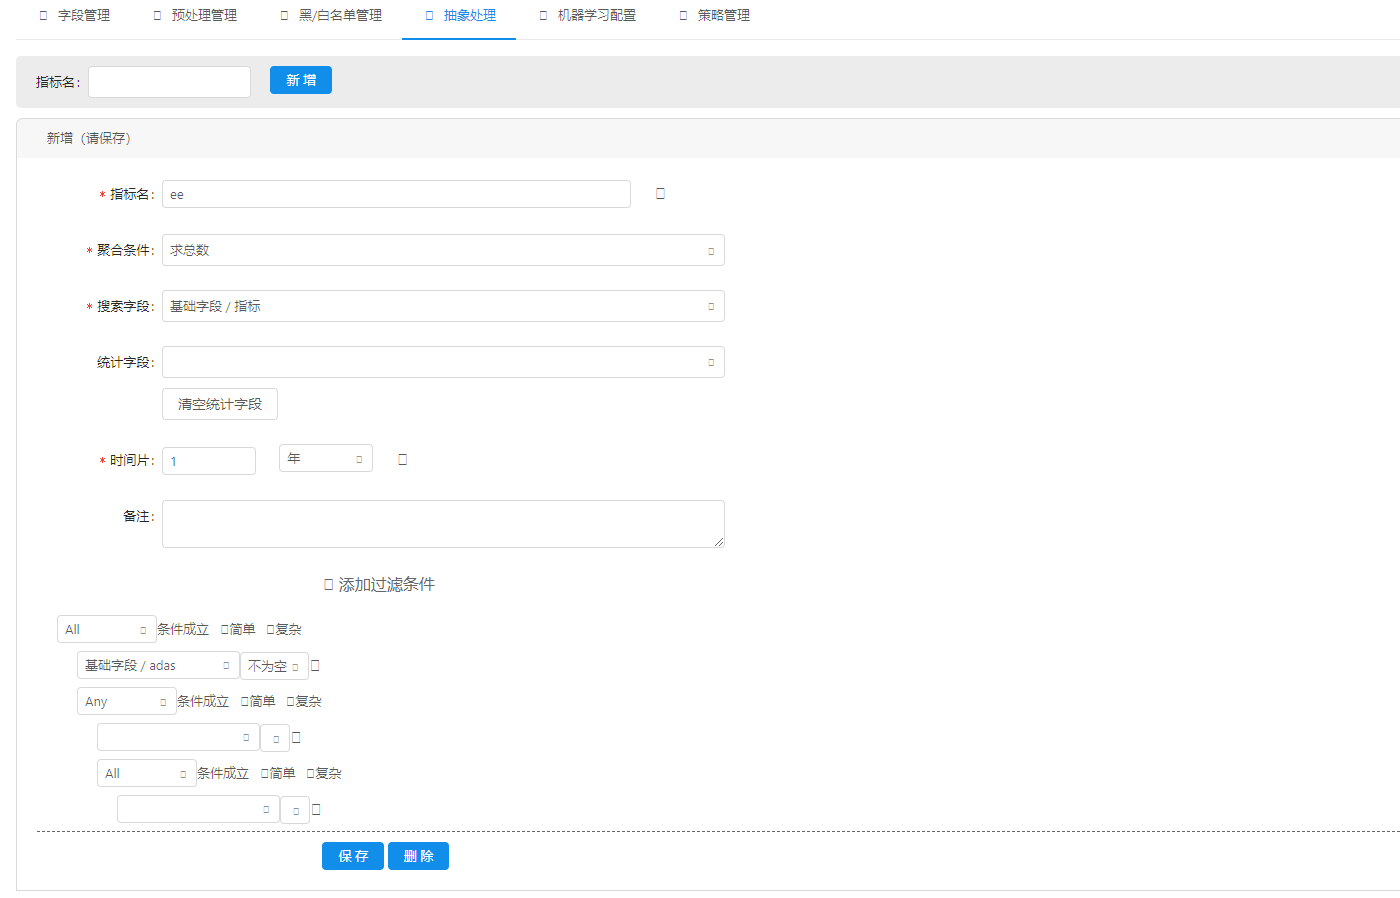 字段管理 预处理管理 黑/白名单管理 抽象处理 机器学习配置 策略管理
指标名： 新 增
新增（请保存）
* 指标名： ee
* 聚合条件： 求总数
* 搜索字段： 基础字段 / 指标
统计字段：
清空统计字段
* 时间片： 1 年
备注：
添加过滤条件
All 条件成立 简单 复杂
基础字段 / adas 不为空
Any 条件成立 简单 复杂
All 条件成立 简单 复杂
保 存 删 除